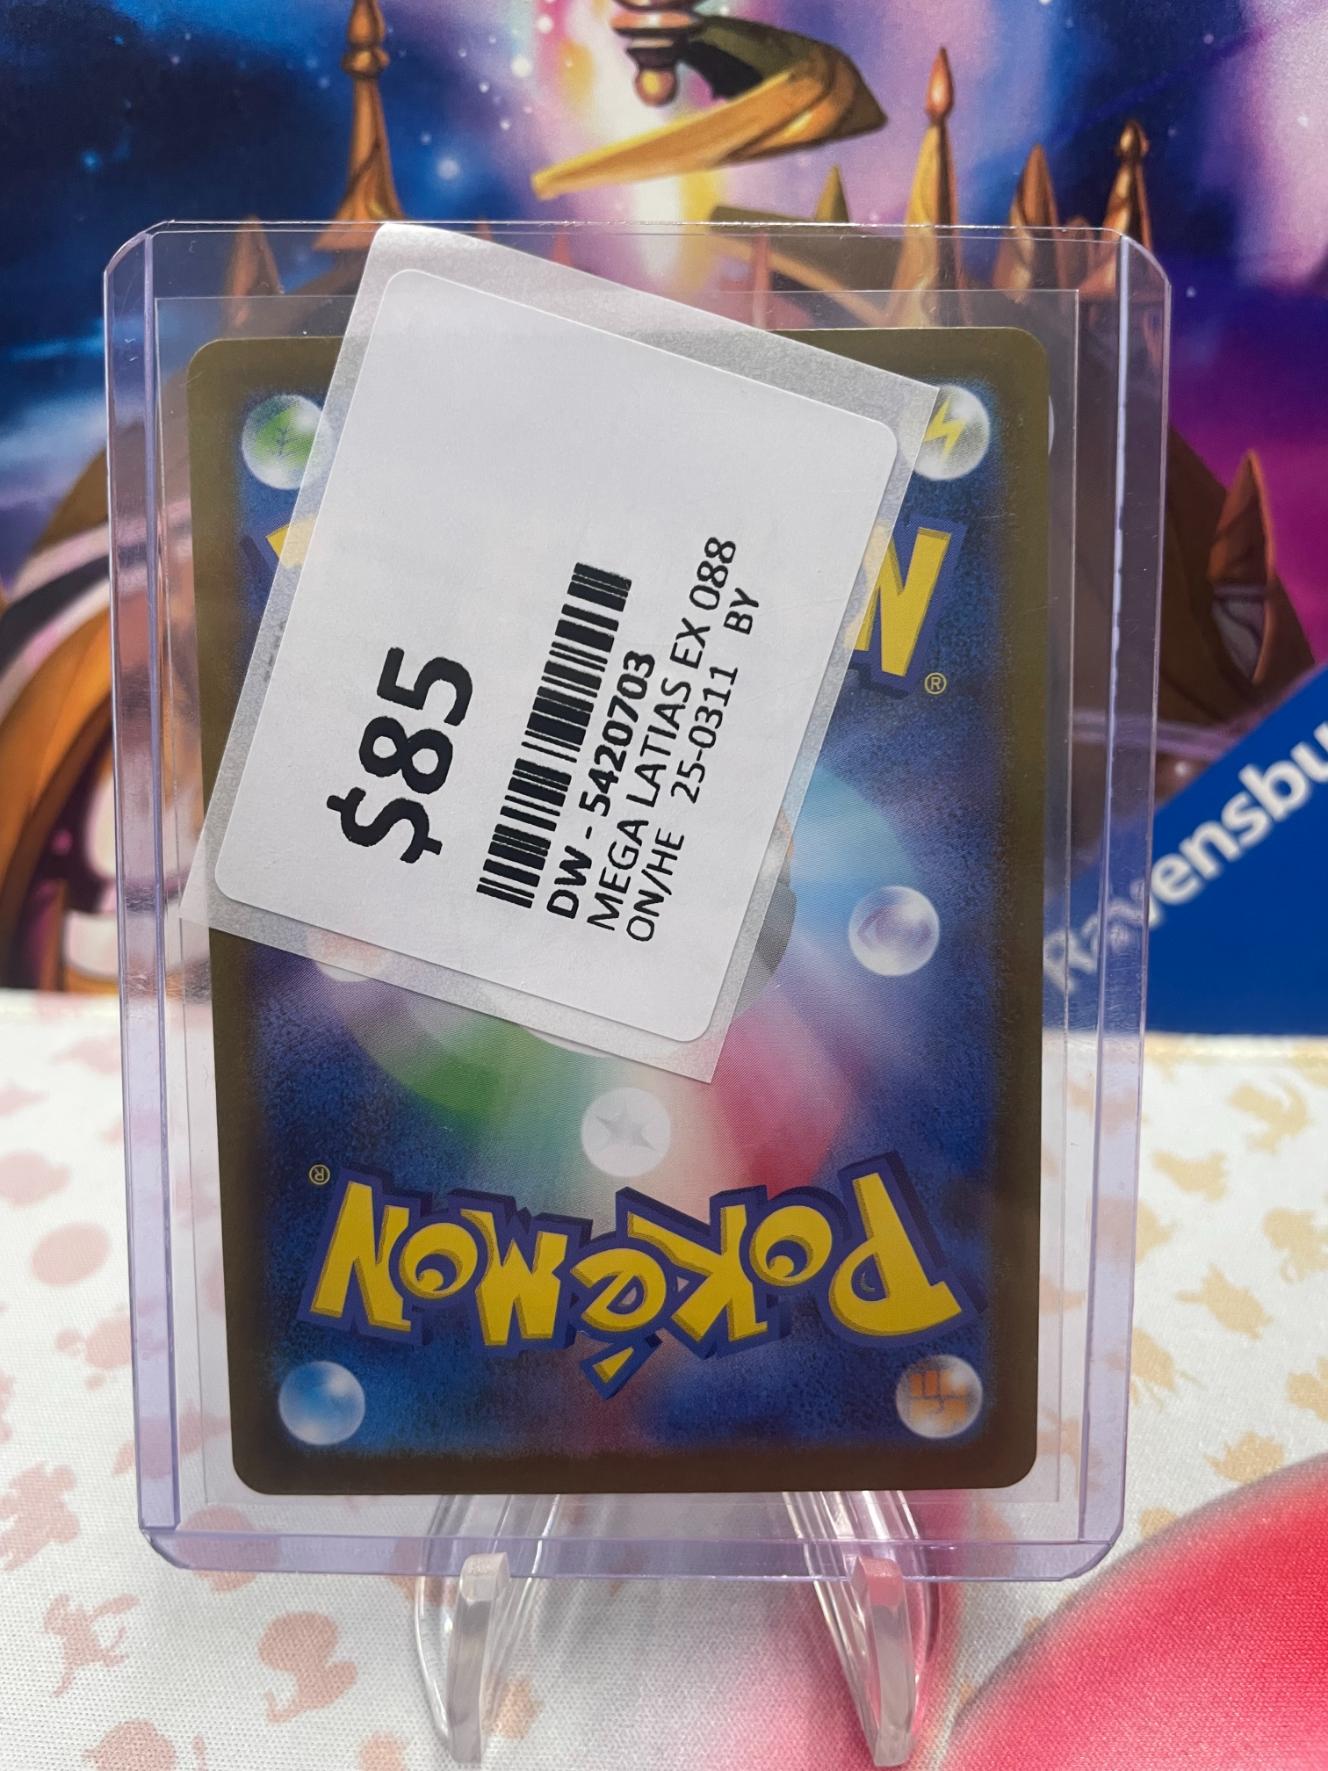 $85
DW - 5420703
MEGA LATIAS EX 088
ON/HE 25-0311 BY
N
®
Ravensbu
®
POKéMON